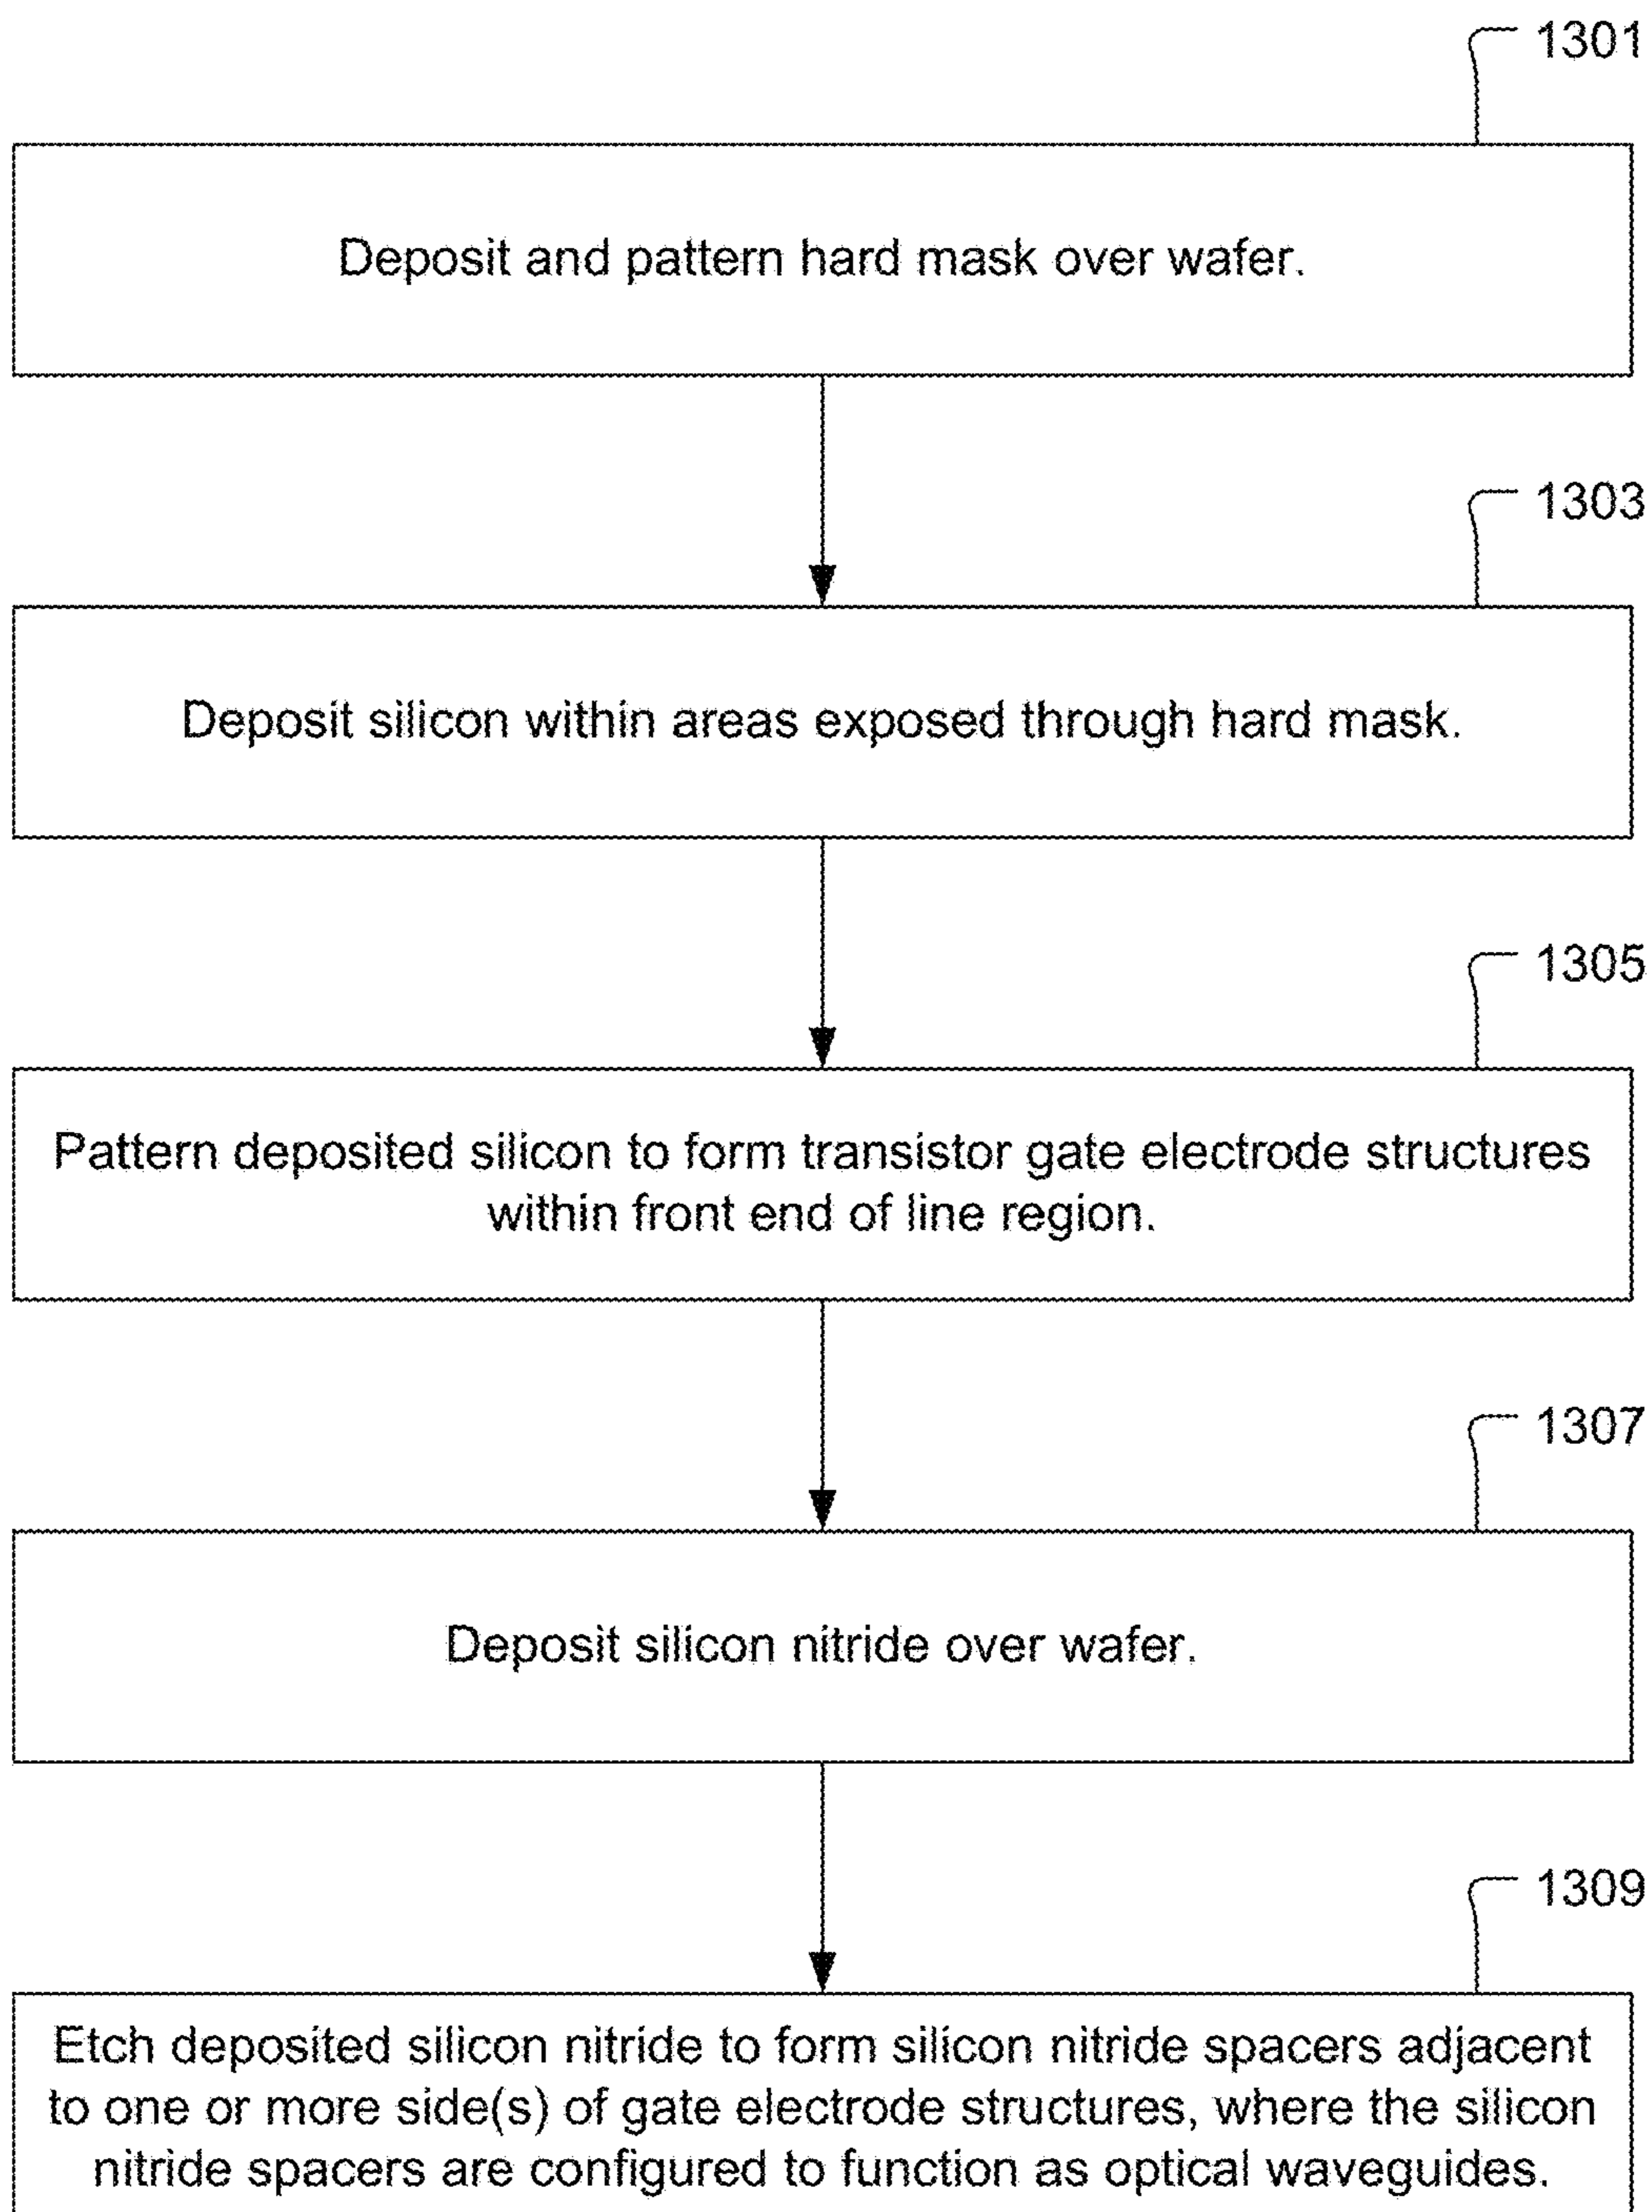 1301
Deposit and pattern hard mask over wafer.
1303
Deposit silicon within areas exposed through hard mask.
1305
Pattern deposited silicon to form transistor gate electrode structures
within front end of line region.
1307
Deposit silicon nitride over wafer.
1309
Etch deposited silicon nitride to form silicon nitride spacers adjacent
to one or more side(s) of gate electrode structures, where the silicon
nitride spacers are configured to function as optical waveguides.